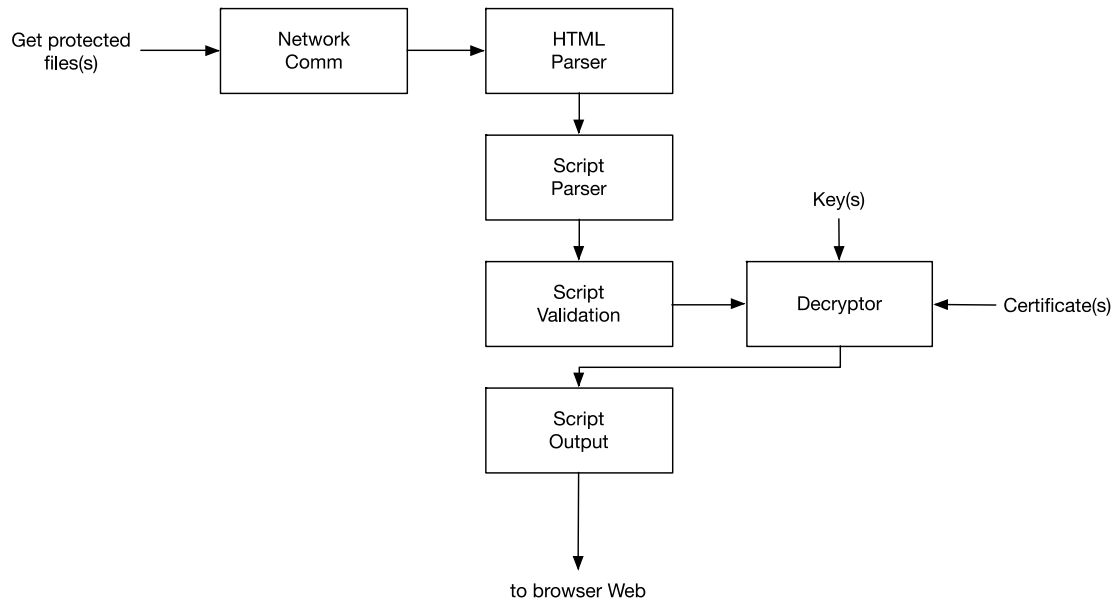 Get protected
files(s)
Network
Comm
HTML
Parser
Script
Parser
Key(s)
Script
Validation
Decryptor
Certificate(s)
Script
Output
to browser Web